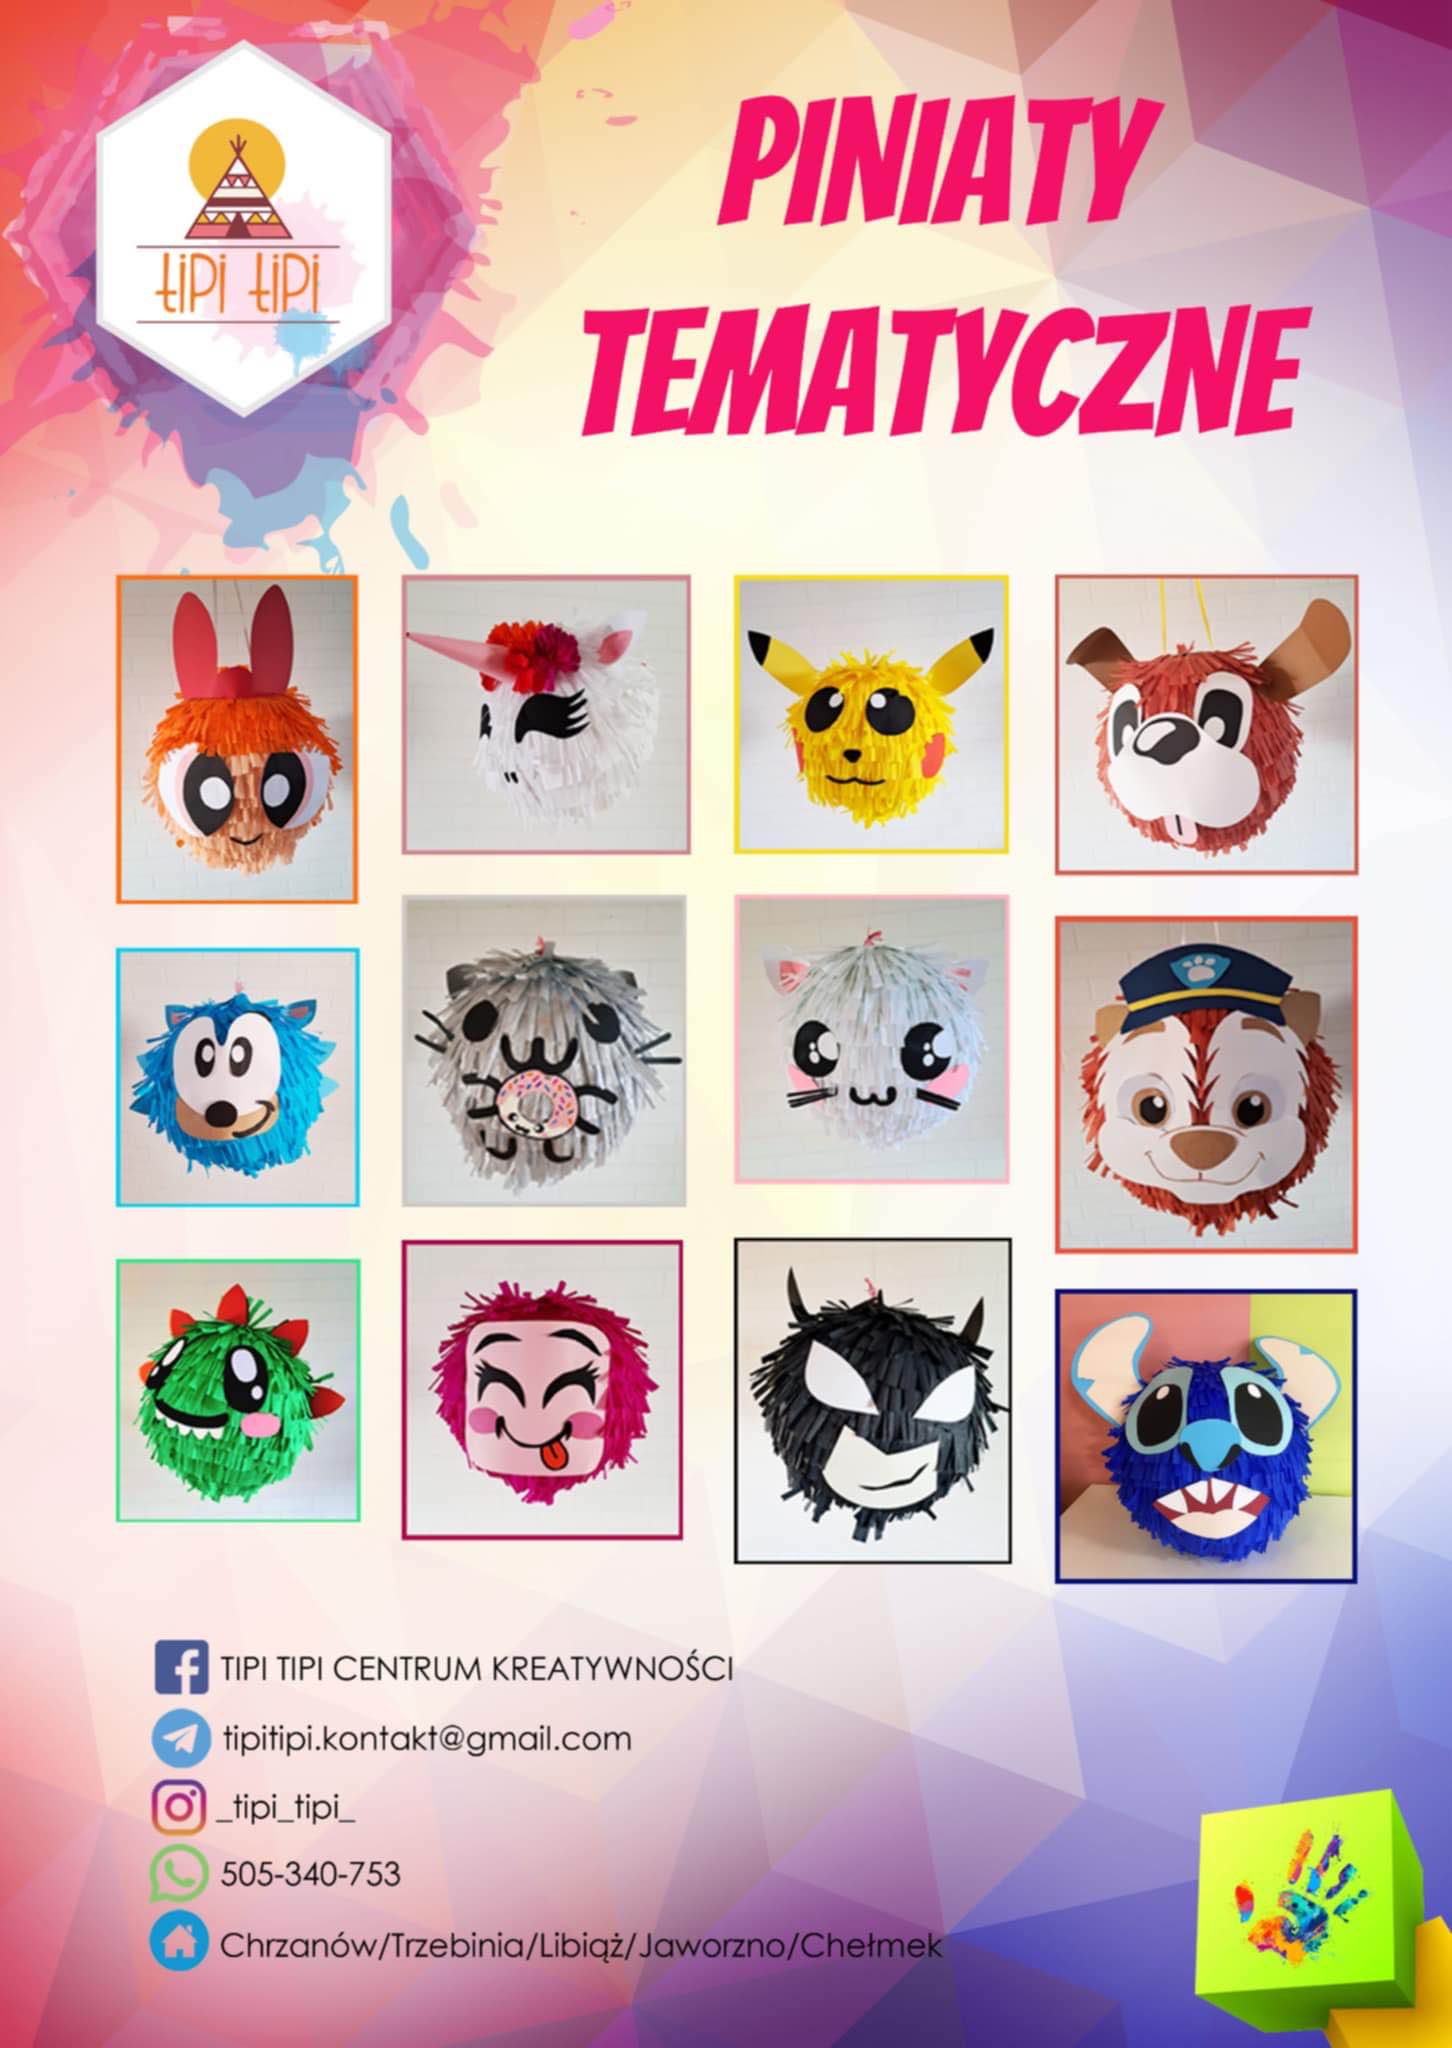 tipi tipi
PINIATY
TEMATYCZNE
TIPI TIPI CENTRUM KREATYWNOŚCI
tipitipi.kontakt@gmail.com
_tipi_tipi_
505-340-753
Chrzanów/Trzebinia/Libiąż/Jaworzno/Chełmek